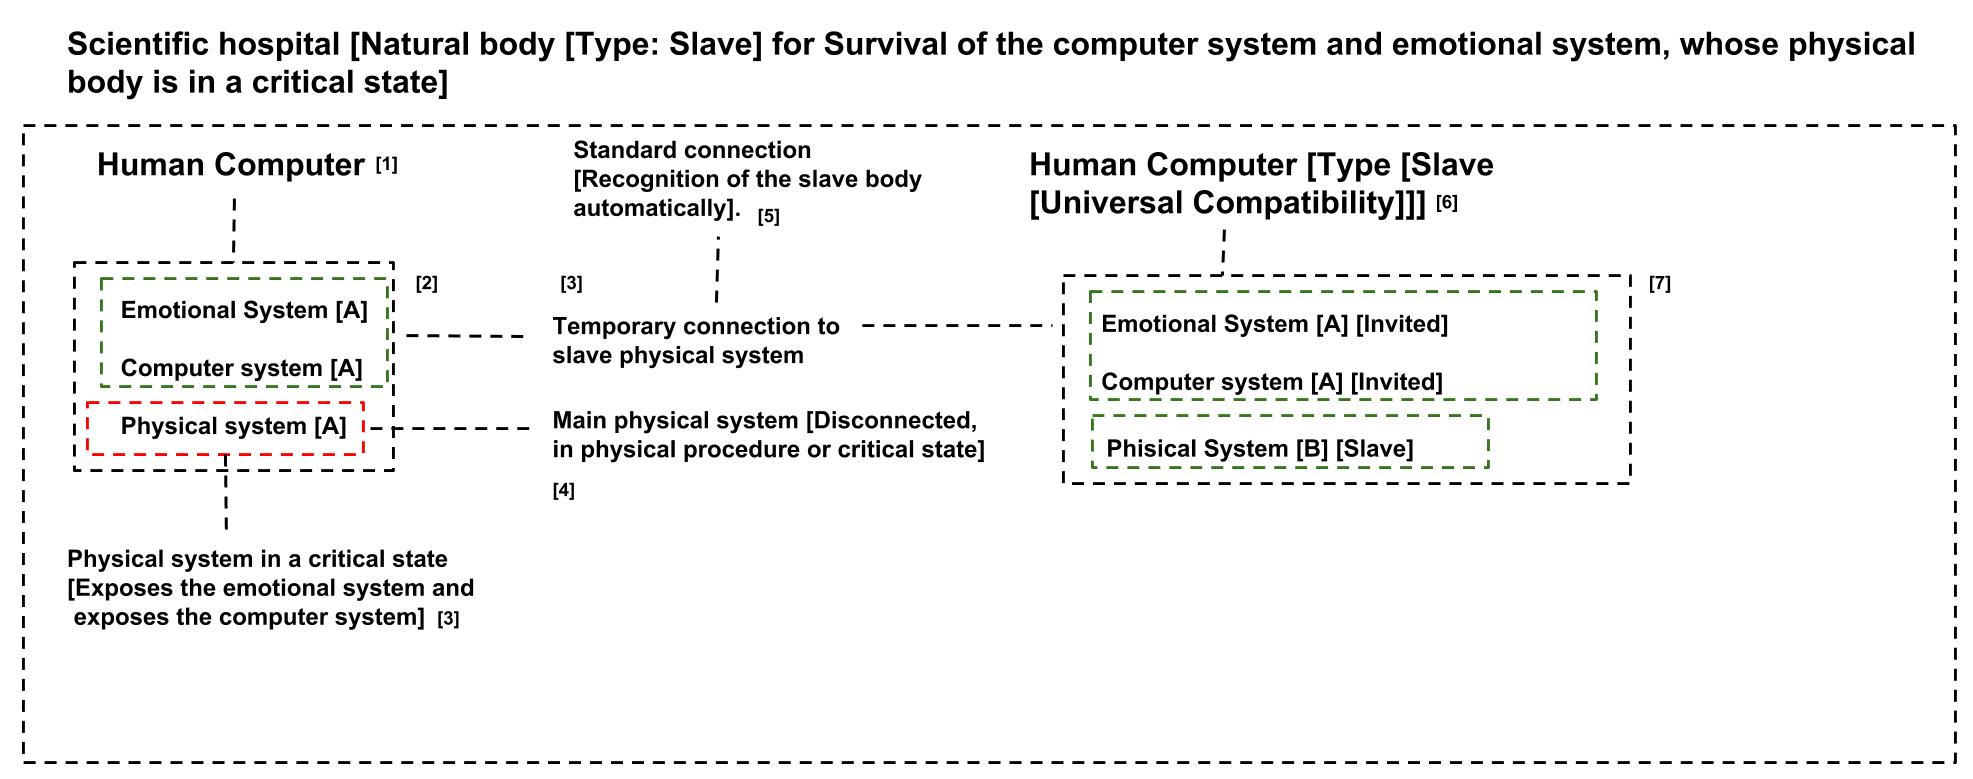 Scientific hospital [Natural body [Type: Slave] for Survival of the computer system and emotional system, whose physical
body is in a critical state]
Human Computer [1]
Emotional System [A]
Computer system [A]
Physical system [A]
[2]
Physical system in a critical state
[Exposes the emotional system and
exposes the computer system] [3]
Standard connection
[Recognition of the slave body
automatically]. [5]
[3]
Temporary connection to
slave physical system
Main physical system [Disconnected,
in physical procedure or critical state]
[4]
Human Computer [Type [Slave
[Universal Compatibility]]] [6]
[7]
Emotional System [A] [Invited]
Computer system [A] [Invited]
Phisical System [B] [Slave]